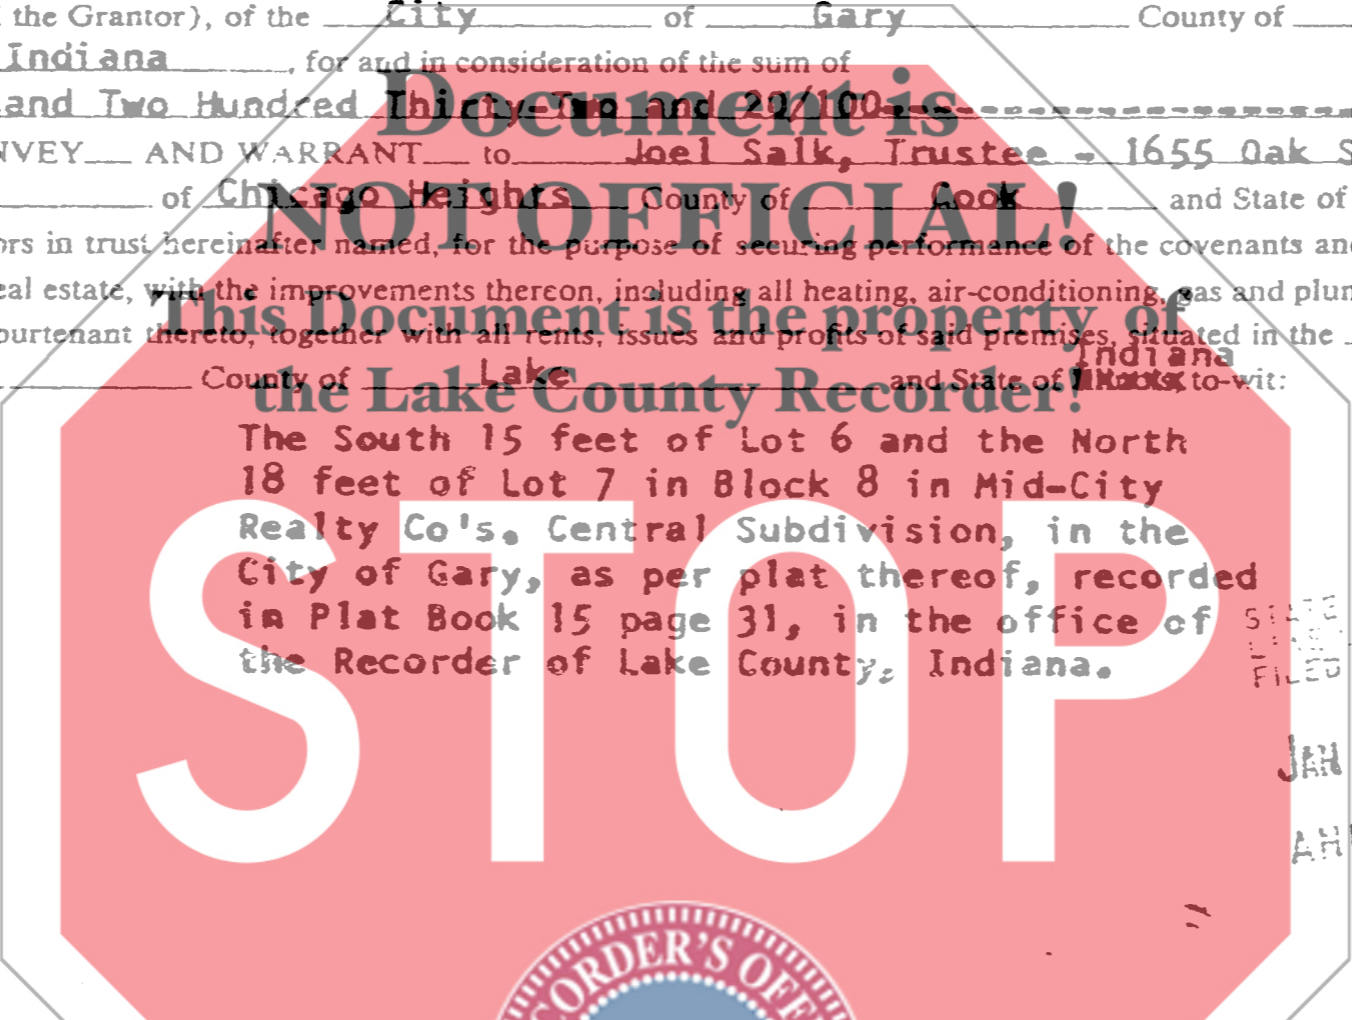 the Grantor), of the City of Gary County of
Indiana , for and in consideration of the sum of
Document is
and Two Hundred Thirty-Two and 20/100
NVEY AND WARRANT to Joel Salk, Trustee - 1655 Oak S
of Chicago Heights County of Cook and State of
NOT OFFICIAL!
ors in trust hereinafter named, for the purpose of securing performance of the covenants an
eal estate, with the improvements thereon, including all heating, air-conditioning, gas and plun
This Document is the property of
purtenant thereto, together with all rents, issues and profits of said premises, situated in the
Indiana
County of Lake and State of to-wit:
the Lake County Recorder!
The South 15 feet of Lot 6 and the North
18 feet of Lot 7 in Block 8 in Mid-City
Realty Co's. Central Subdivision, in the
City of Gary, as per plat thereof, recorded
in Plat Book 15 page 31, in the office of
the Recorder of Lake County, Indiana.
STOP
FILED
JAN
AH
CORDER'S OFF